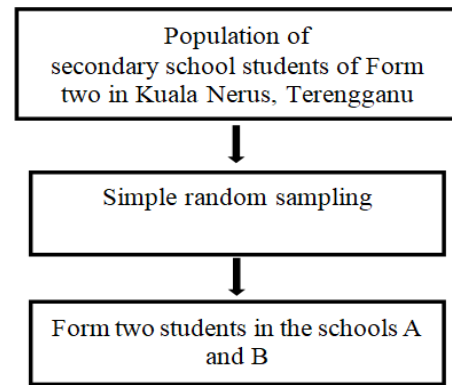 Population of
secondary school students of Form
two in Kuala Nerus, Terengganu
Simple random sampling
Form two students in the schools A
and B